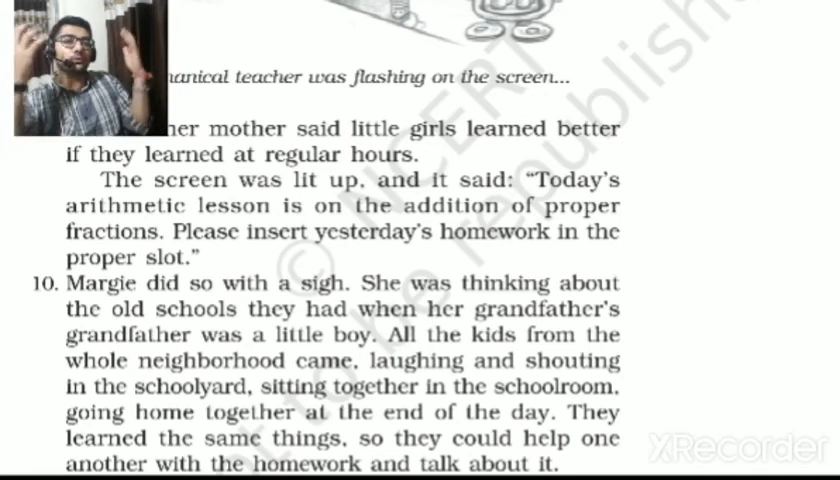 hanical teacher was flashing on the screen...
her mother said little girls learned better
if they learned at regular hours.
The screen was lit up, and it said: “Today’s
arithmetic lesson is on the addition of proper
fractions. Please insert yesterday’s homework in the
proper slot.”
10. Margie did so with a sigh. She was thinking about
the old schools they had when her grandfather’s
grandfather was a little boy. All the kids from the
whole neighborhood came, laughing and shouting
in the schoolyard, sitting together in the schoolroom,
going home together at the end of the day. They
learned the same things, so they could help one
another with the homework and talk about it.
© NCERT
not to be republished
XRecorder